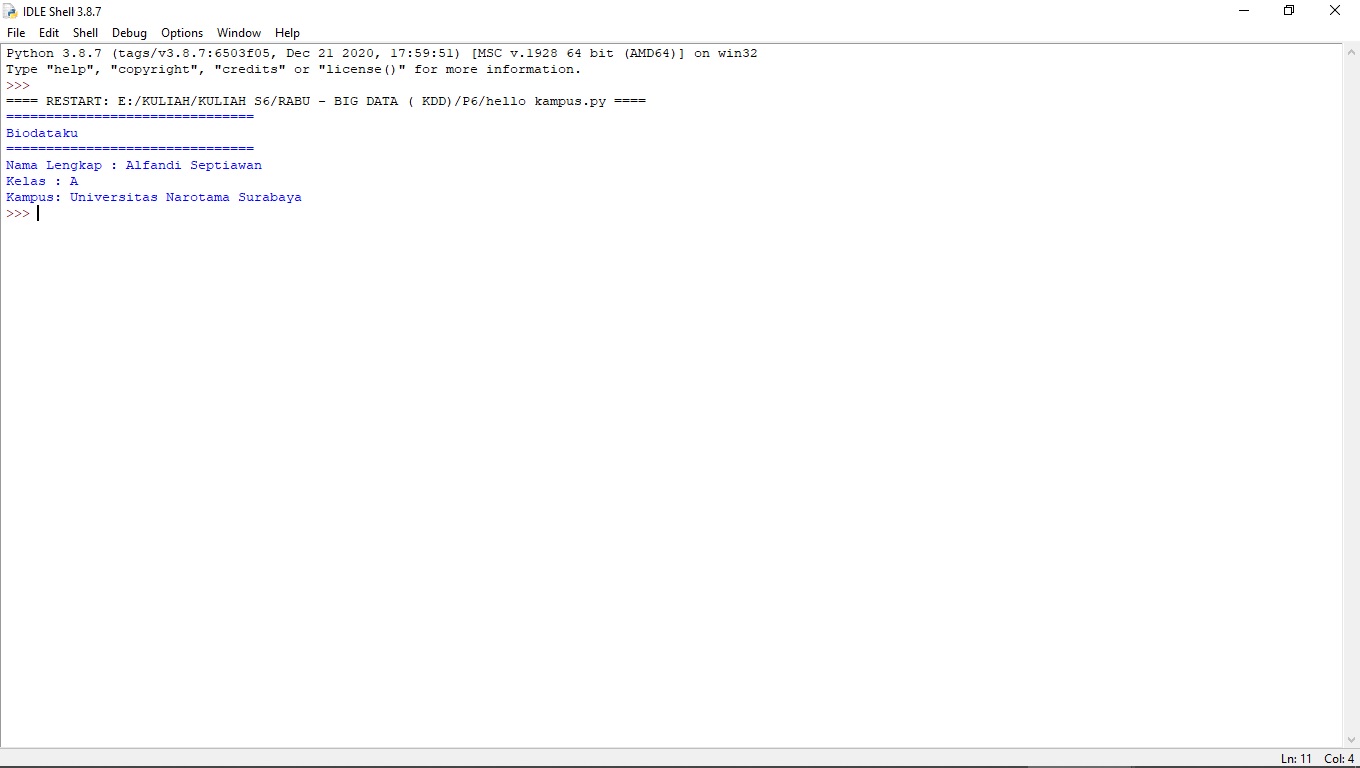 IDLE Shell 3.8.7
File Edit Shell Debug Options Window Help
Python 3.8.7 (tags/v3.8.7:6503f05, Dec 21 2020, 17:59:51) [MSC v.1928 64 bit (AMD64)] on win32
Type "help", "copyright", "credits" or "license()" for more information.
>>>
==== RESTART: E:/KULIAH/KULIAH S6/RABU - BIG DATA ( KDD)/P6/hello kampus.py ====
===============================
Biodataku
===============================
Nama Lengkap : Alfandi Septiawan
Kelas : A
Kampus: Universitas Narotama Surabaya
>>>
Ln: 11 Col: 4